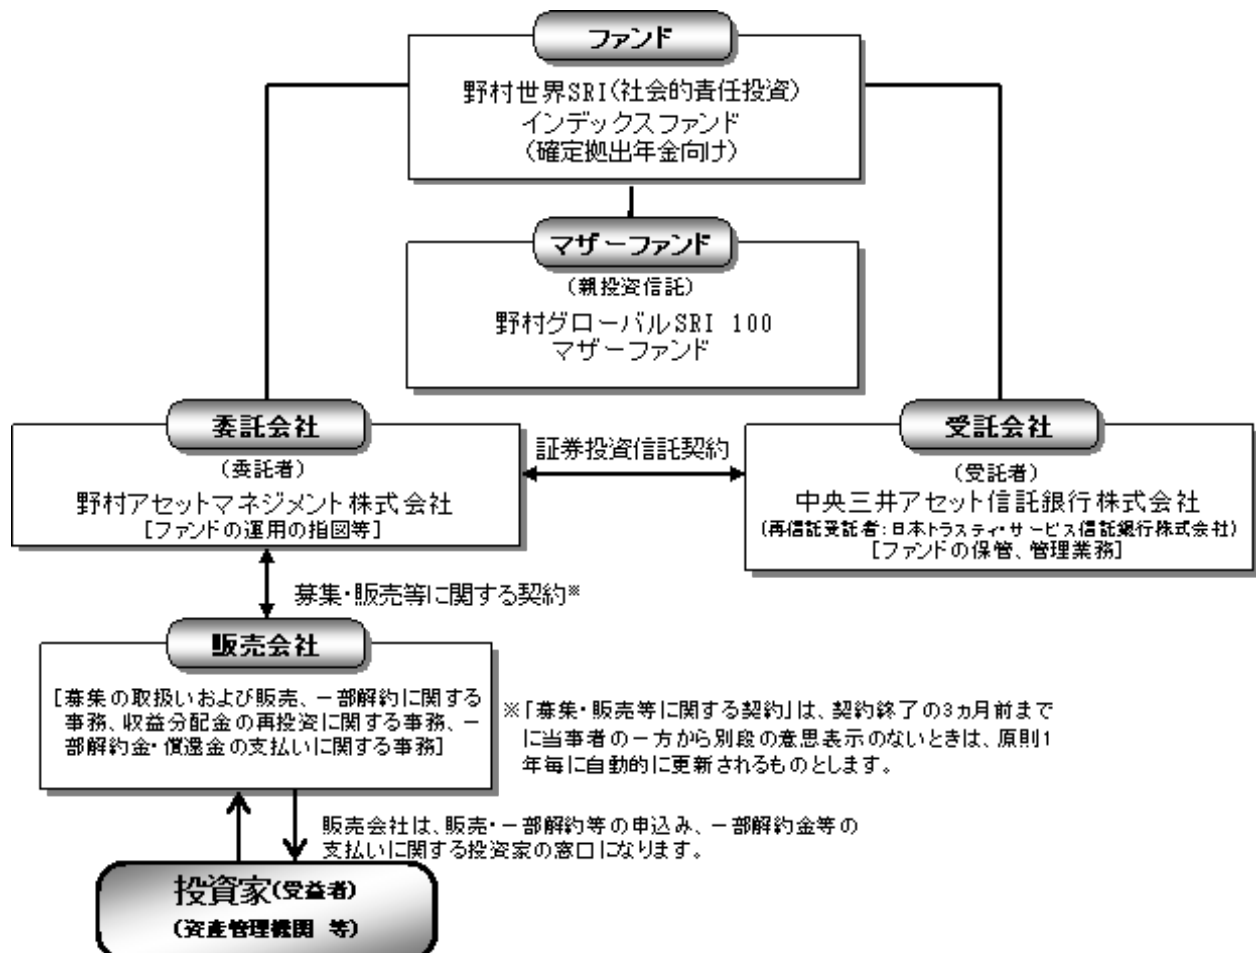 ファンド
野村世界SRI(社会的責任投資)
インデックスファンド
(確定拠出年金向け)
マザーファンド
(親投資信託)
野村グローバルSRI 100
マザーファンド
委託会社
(委託者)
野村アセットマネジメント株式会社
[ファンドの運用の指図等]
証券投資信託契約
受託会社
(受託者)
中央三井アセット信託銀行株式会社
(再信託受託者:日本トラスティ・サービス信託銀行株式会社)
[ファンドの保管、管理業務]
募集・販売等に関する契約※
販売会社
[募集の取扱いおよび販売、一部解約に関する
事務、収益分配金の再投資に関する事務、一
部解約金・償還金の支払いに関する事務]
※「募集・販売等に関する契約」は、契約終了の3ヵ月前まで
に当事者の一方から別段の意思表示のないときは、原則1
年毎に自動的に更新されるものとします。
販売会社は、販売・一部解約等の申込み、一部解約金等の
支払いに関する投資家の窓口になります。
投資家(受益者)
(資産管理機関 等)